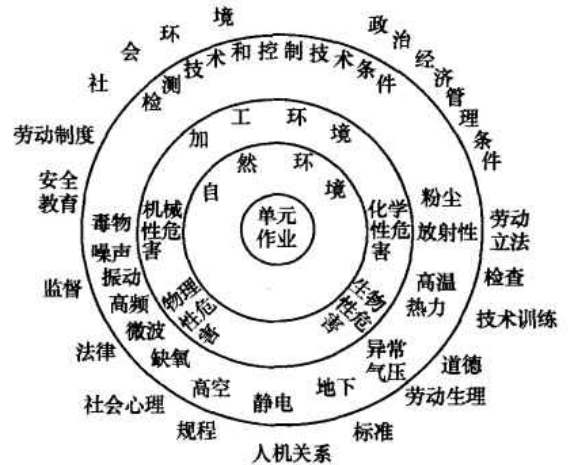 社会环境
政治经济管理条件
检测技术和控制技术条件
加工环境
自然环境
单元
作业
机械
性危
害
化学
性危
害
物理
性危
害
生物
性危
害
劳动制度
安全
教育
毒物
噪声
振动
高频
微波
缺氧
高空
静电
地下
异常
气压
高温
热力
粉尘
放射性
劳动
立法
检查
技术训练
道德
劳动生理
标准
人机关系
规程
社会心理
法律
监督